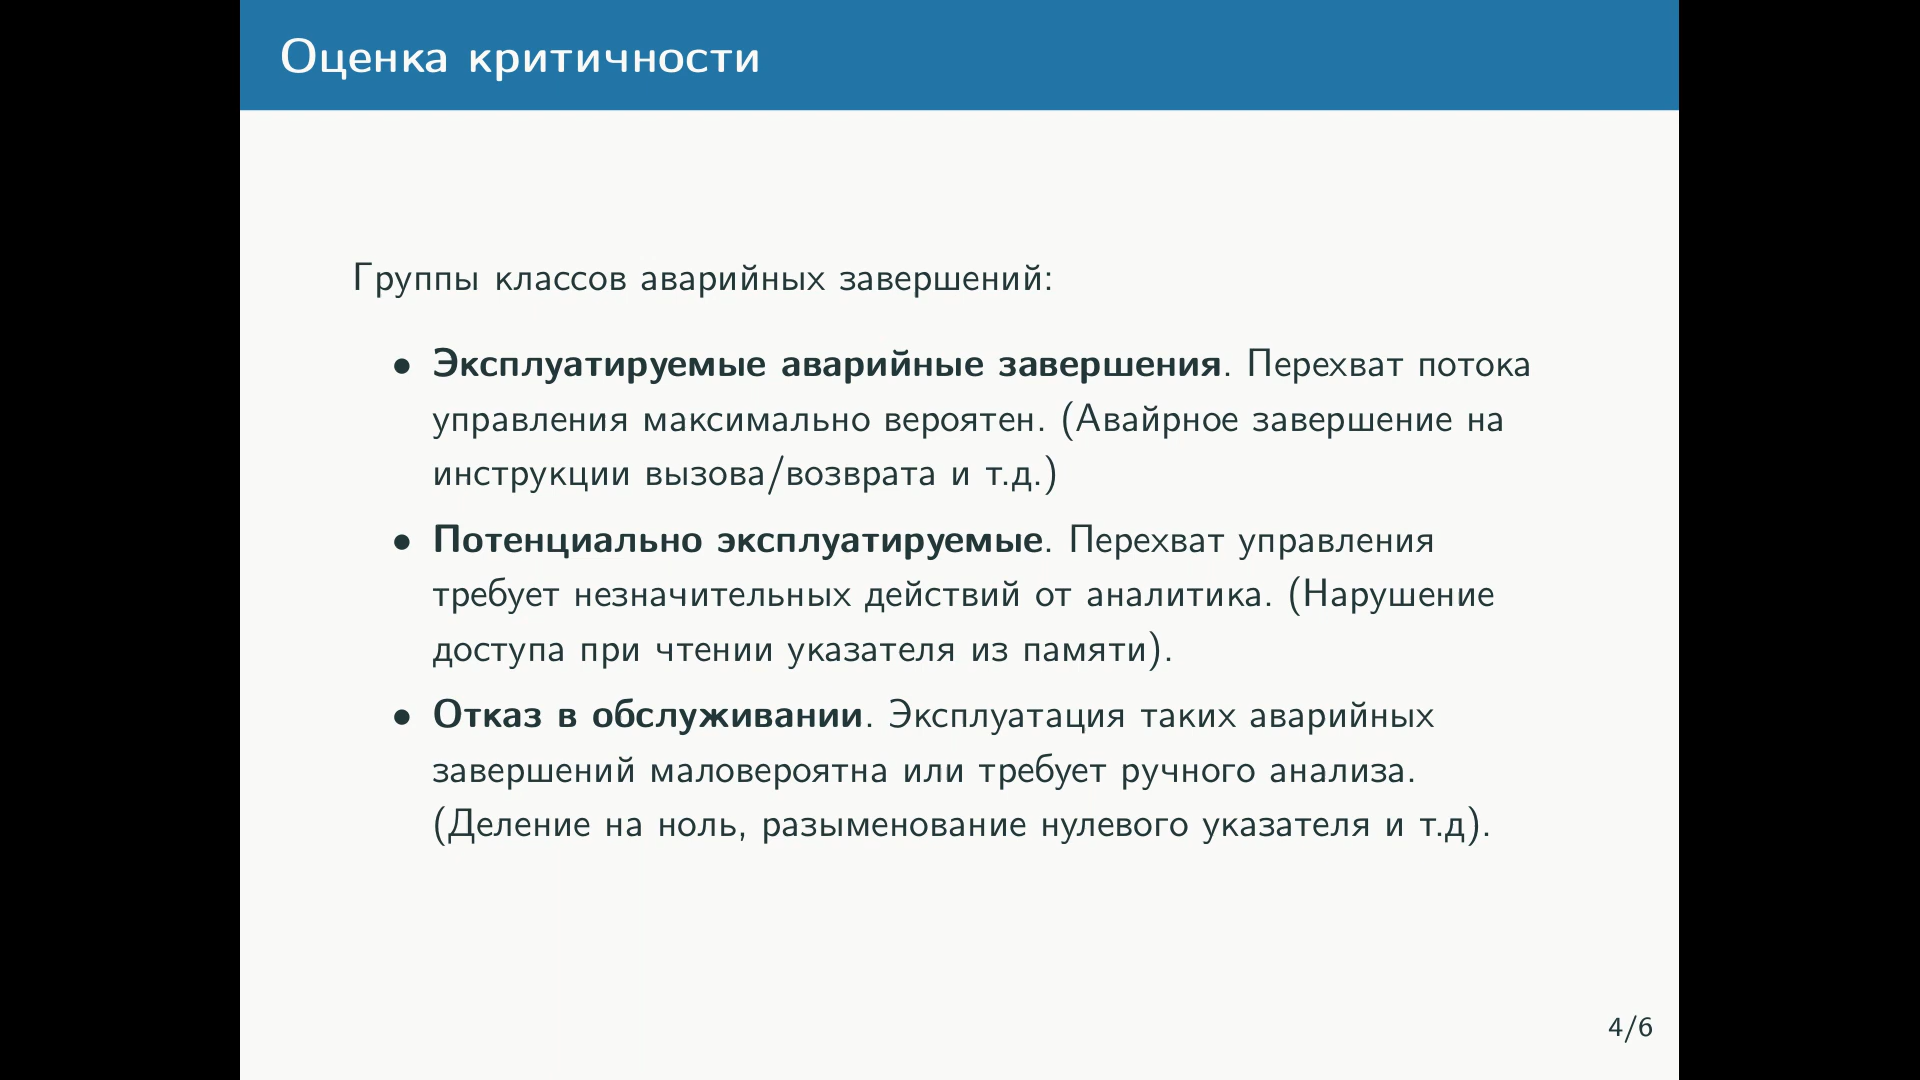 Оценка критичности
Группы классов аварийных завершений:
• Эксплуатируемые аварийные завершения. Перехват потока
управления максимально вероятен. (Авайрное завершение на
инструкции вызова/возврата и т.д.)
• Потенциально эксплуатируемые. Перехват управления
требует незначительных действий от аналитика. (Нарушение
доступа при чтении указателя из памяти).
• Отказ в обслуживании. Эксплуатация таких аварийных
завершений маловероятна или требует ручного анализа.
(Деление на ноль, разыменование нулевого указателя и т.д).
4/6